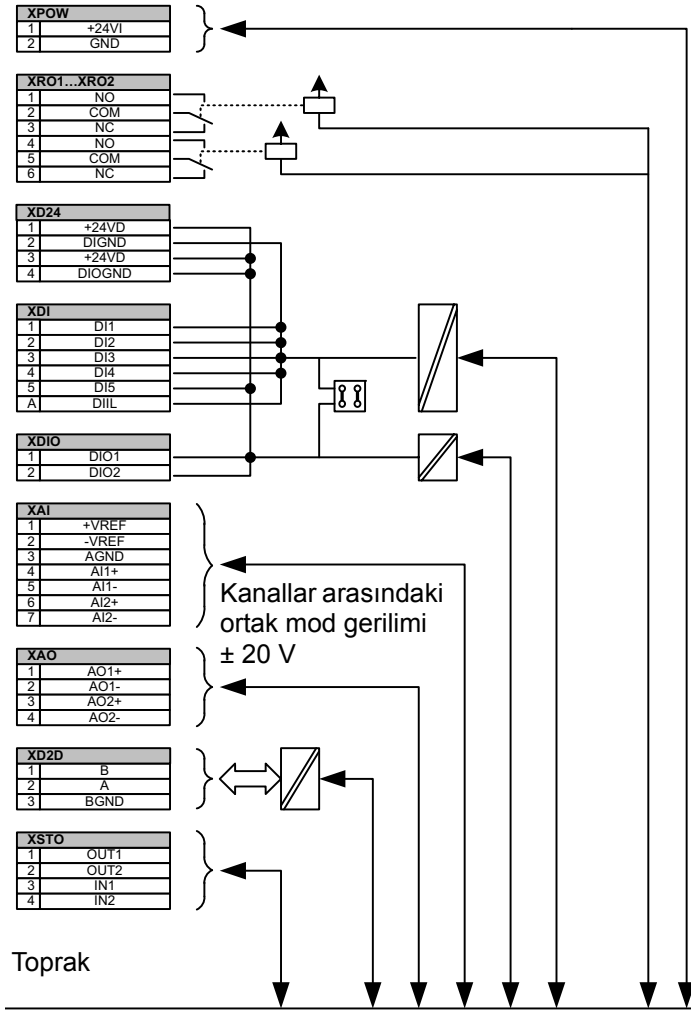 XPOW
1 +24VI
2 GND
XRO1…XRO2
1 NO
2 COM
3 NC
4 NO
5 COM
6 NC
XD24
1 +24VD
2 DIGND
3 +24VD
4 DIOGND
XDI
1 DI1
2 DI2
3 DI3
4 DI4
5 DI5
A DIIL
XDIO
1 DIO1
2 DIO2
XAI
1 +VREF
2 -VREF
3 AGND
4 AI1+
5 AI1-
6 AI2+
7 AI2-
Kanallar arasındaki
ortak mod gerilimi
± 20 V
XAO
1 AO1+
2 AO1-
3 AO2+
4 AO2-
XD2D
1 B
2 A
3 BGND
XSTO
1 OUT1
2 OUT2
3 IN1
4 IN2
Toprak